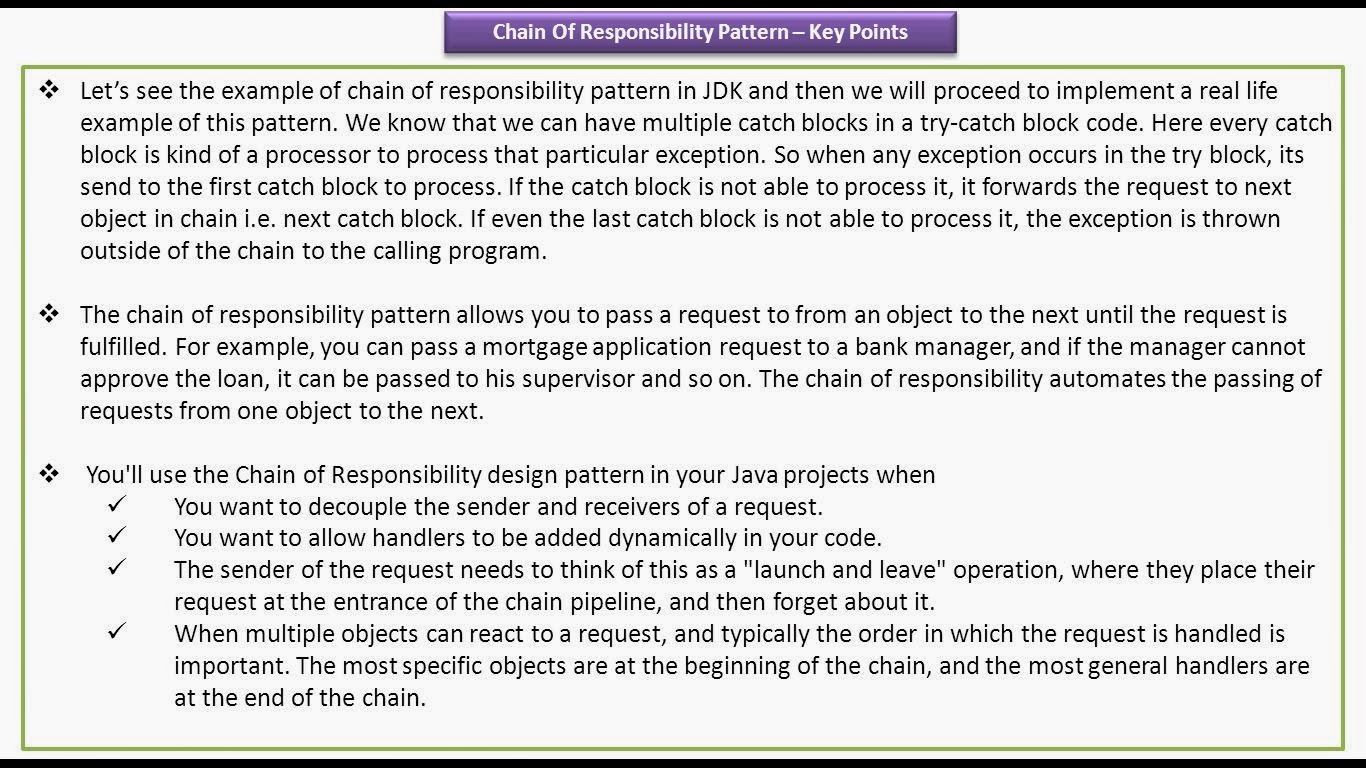 Chain Of Responsibility Pattern – Key Points
❖ Let’s see the example of chain of responsibility pattern in JDK and then we will proceed to implement a real life
example of this pattern. We know that we can have multiple catch blocks in a try-catch block code. Here every catch
block is kind of a processor to process that particular exception. So when any exception occurs in the try block, its
send to the first catch block to process. If the catch block is not able to process it, it forwards the request to next
object in chain i.e. next catch block. If even the last catch block is not able to process it, the exception is thrown
outside of the chain to the calling program.
❖ The chain of responsibility pattern allows you to pass a request to from an object to the next until the request is
fulfilled. For example, you can pass a mortgage application request to a bank manager, and if the manager cannot
approve the loan, it can be passed to his supervisor and so on. The chain of responsibility automates the passing of
requests from one object to the next.
❖ You'll use the Chain of Responsibility design pattern in your Java projects when
✓ You want to decouple the sender and receivers of a request.
✓ You want to allow handlers to be added dynamically in your code.
✓ The sender of the request needs to think of this as a "launch and leave" operation, where they place their
request at the entrance of the chain pipeline, and then forget about it.
✓ When multiple objects can react to a request, and typically the order in which the request is handled is
important. The most specific objects are at the beginning of the chain, and the most general handlers are
at the end of the chain.